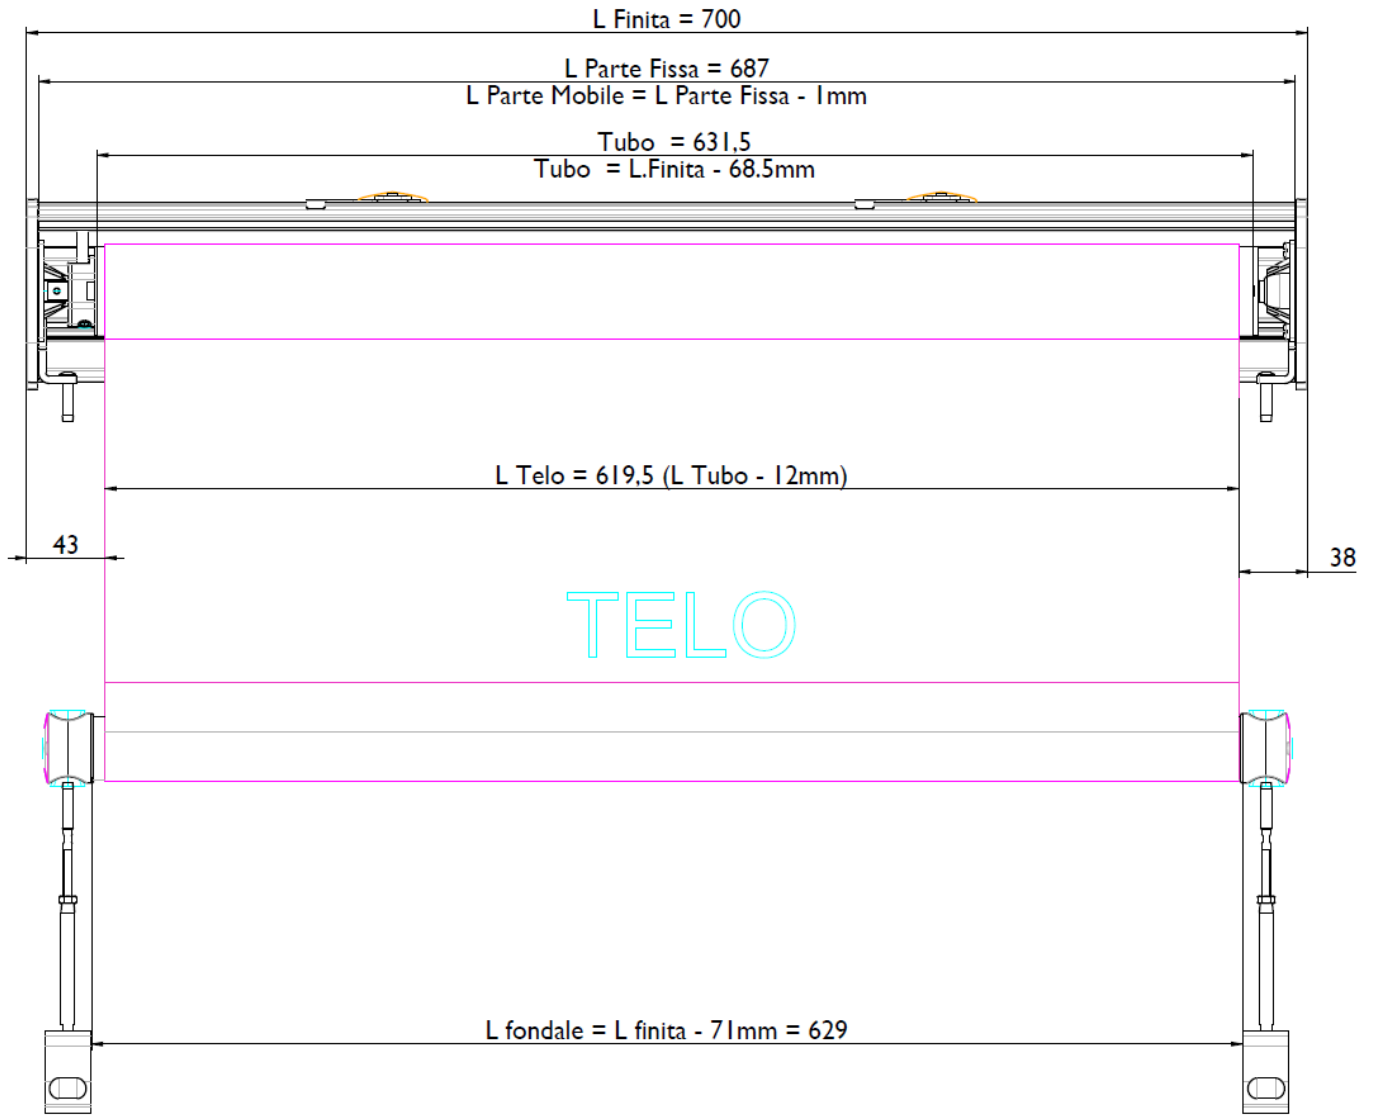 L Finita = 700
L Parte Fissa = 687
L Parte Mobile = L Parte Fissa - 1mm
Tubo = 631,5
Tubo = L.Finita - 68.5mm
L Telo = 619,5 (L Tubo - 12mm)
43
38
TELO
L fondale = L finita - 71mm = 629